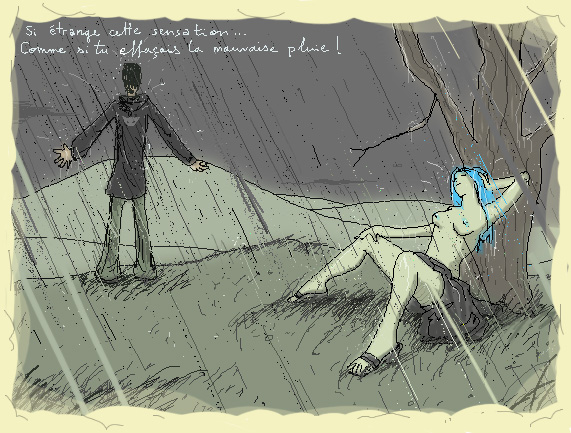 Si étrange cette sensation...
Comme si tu effaçais la mauvaise pluie !